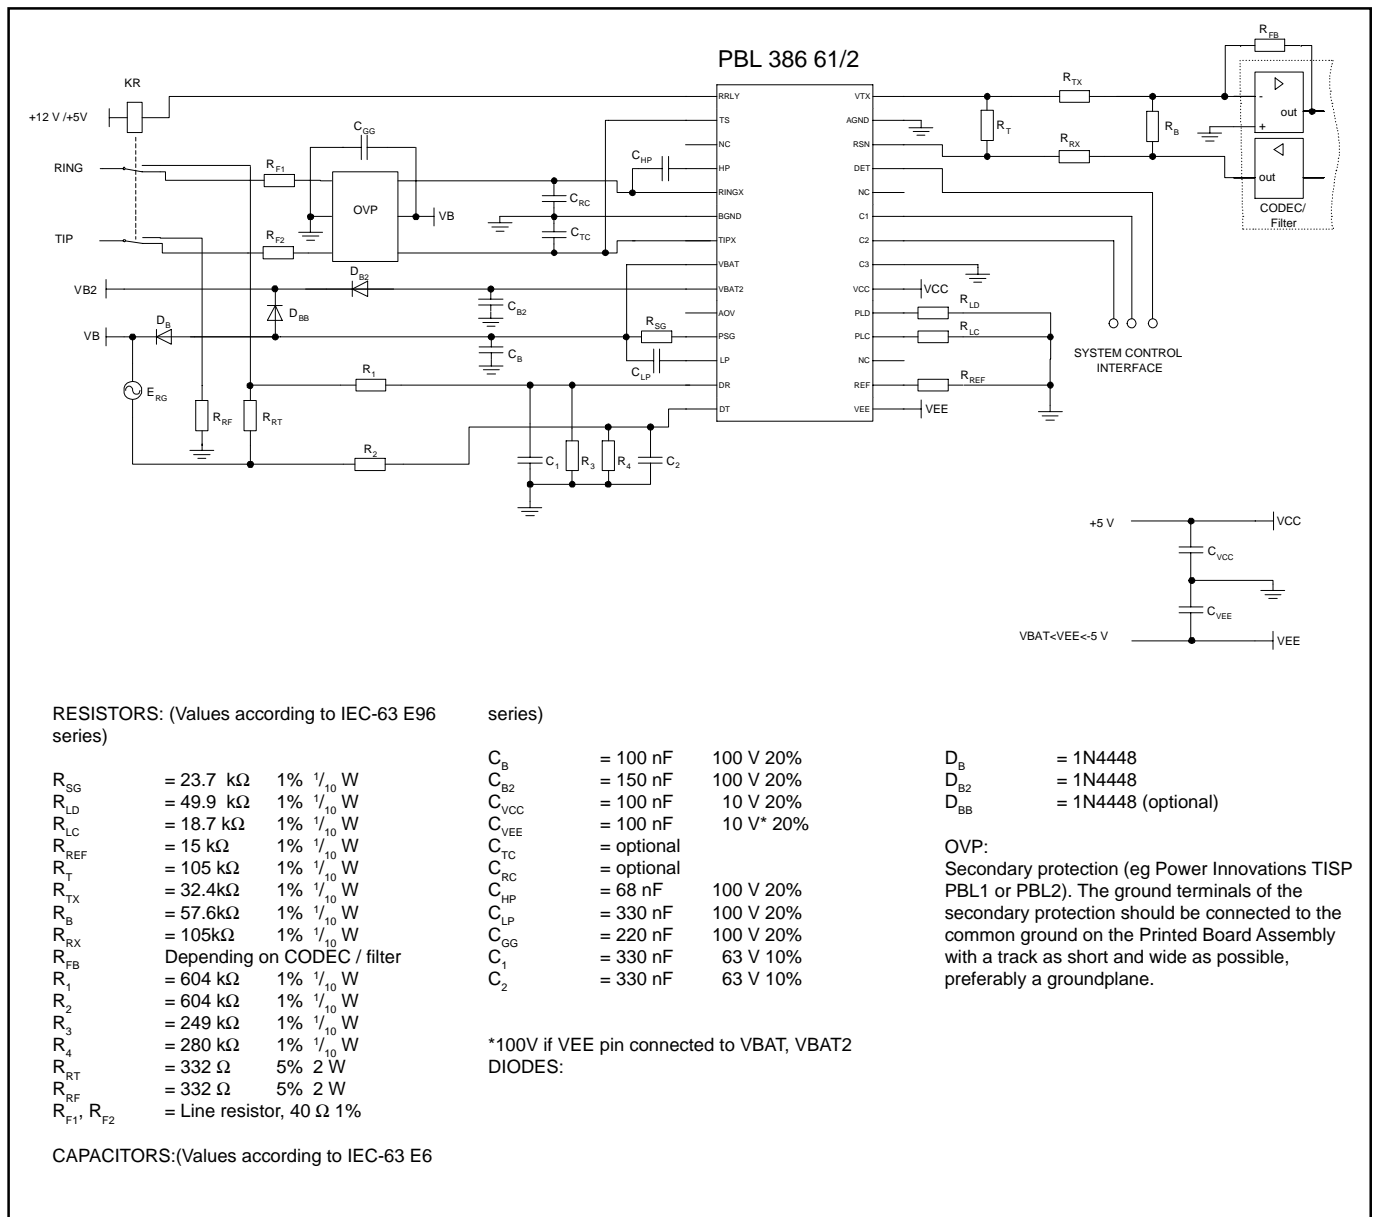 PBL 386 61/2
KR
+12 V /+5V
RING
TIP
VB2
VB
R_F1
R_F2
C_GG
OVP
VB
C_HP
C_RC
C_TC
D_B2
D_BB
D_B
C_B2
C_B
R_SG
C_LP
E_RG
R_RF
R_RT
R_1
R_2
C_1
R_3
R_4
C_2
RRLY
TS
NC
HP
RINGX
BGND
TIPX
VBAT
VBAT2
AOV
PSG
LP
DR
DT
VTX
AGND
RSN
DET
NC
C1
C2
C3
VCC
PLD
PLC
NC
REF
VEE
R_TX
R_T
R_RX
R_B
R_FB
-
+
out
out
CODEC/
Filter
VCC
R_LD
R_LC
R_REF
VEE
SYSTEM CONTROL
INTERFACE
+5 V
VCC
C_VCC
C_VEE
VBAT<VEE<-5 V
VEE
RESISTORS: (Values according to IEC-63 E96
series)
R_SG = 23.7 kΩ 1% 1/10 W
R_LD = 49.9 kΩ 1% 1/10 W
R_LC = 18.7 kΩ 1% 1/10 W
R_REF = 15 kΩ 1% 1/10 W
R_T = 105 kΩ 1% 1/10 W
R_TX = 32.4kΩ 1% 1/10 W
R_B = 57.6kΩ 1% 1/10 W
R_RX = 105kΩ 1% 1/10 W
R_FB Depending on CODEC / filter
R_1 = 604 kΩ 1% 1/10 W
R_2 = 604 kΩ 1% 1/10 W
R_3 = 249 kΩ 1% 1/10 W
R_4 = 280 kΩ 1% 1/10 W
R_RT = 332 Ω 5% 2 W
R_RF = 332 Ω 5% 2 W
R_F1, R_F2 = Line resistor, 40 Ω 1%
CAPACITORS:(Values according to IEC-63 E6
series)
C_B = 100 nF 100 V 20%
C_B2 = 150 nF 100 V 20%
C_VCC = 100 nF 10 V 20%
C_VEE = 100 nF 10 V* 20%
C_TC = optional
C_RC = optional
C_HP = 68 nF 100 V 20%
C_LP = 330 nF 100 V 20%
C_GG = 220 nF 100 V 20%
C_1 = 330 nF 63 V 10%
C_2 = 330 nF 63 V 10%
*100V if VEE pin connected to VBAT, VBAT2
DIODES:
D_B = 1N4448
D_B2 = 1N4448
D_BB = 1N4448 (optional)
OVP:
Secondary protection (eg Power Innovations TISP
PBL1 or PBL2). The ground terminals of the
secondary protection should be connected to the
common ground on the Printed Board Assembly
with a track as short and wide as possible,
preferably a groundplane.